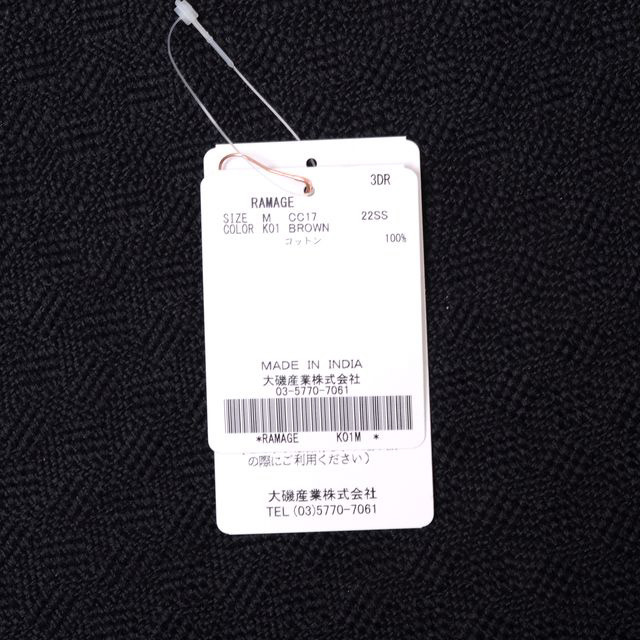 3DR
RAMAGE
SIZE M CC17 22SS
COLOR K01 BROWN
コットン 100%
MADE IN INDIA
大磯産業株式会社
03-5770-7061
*RAMAGE K01M *
の際にご利用ください)
大磯産業株式会社
TEL (03)5770-7061